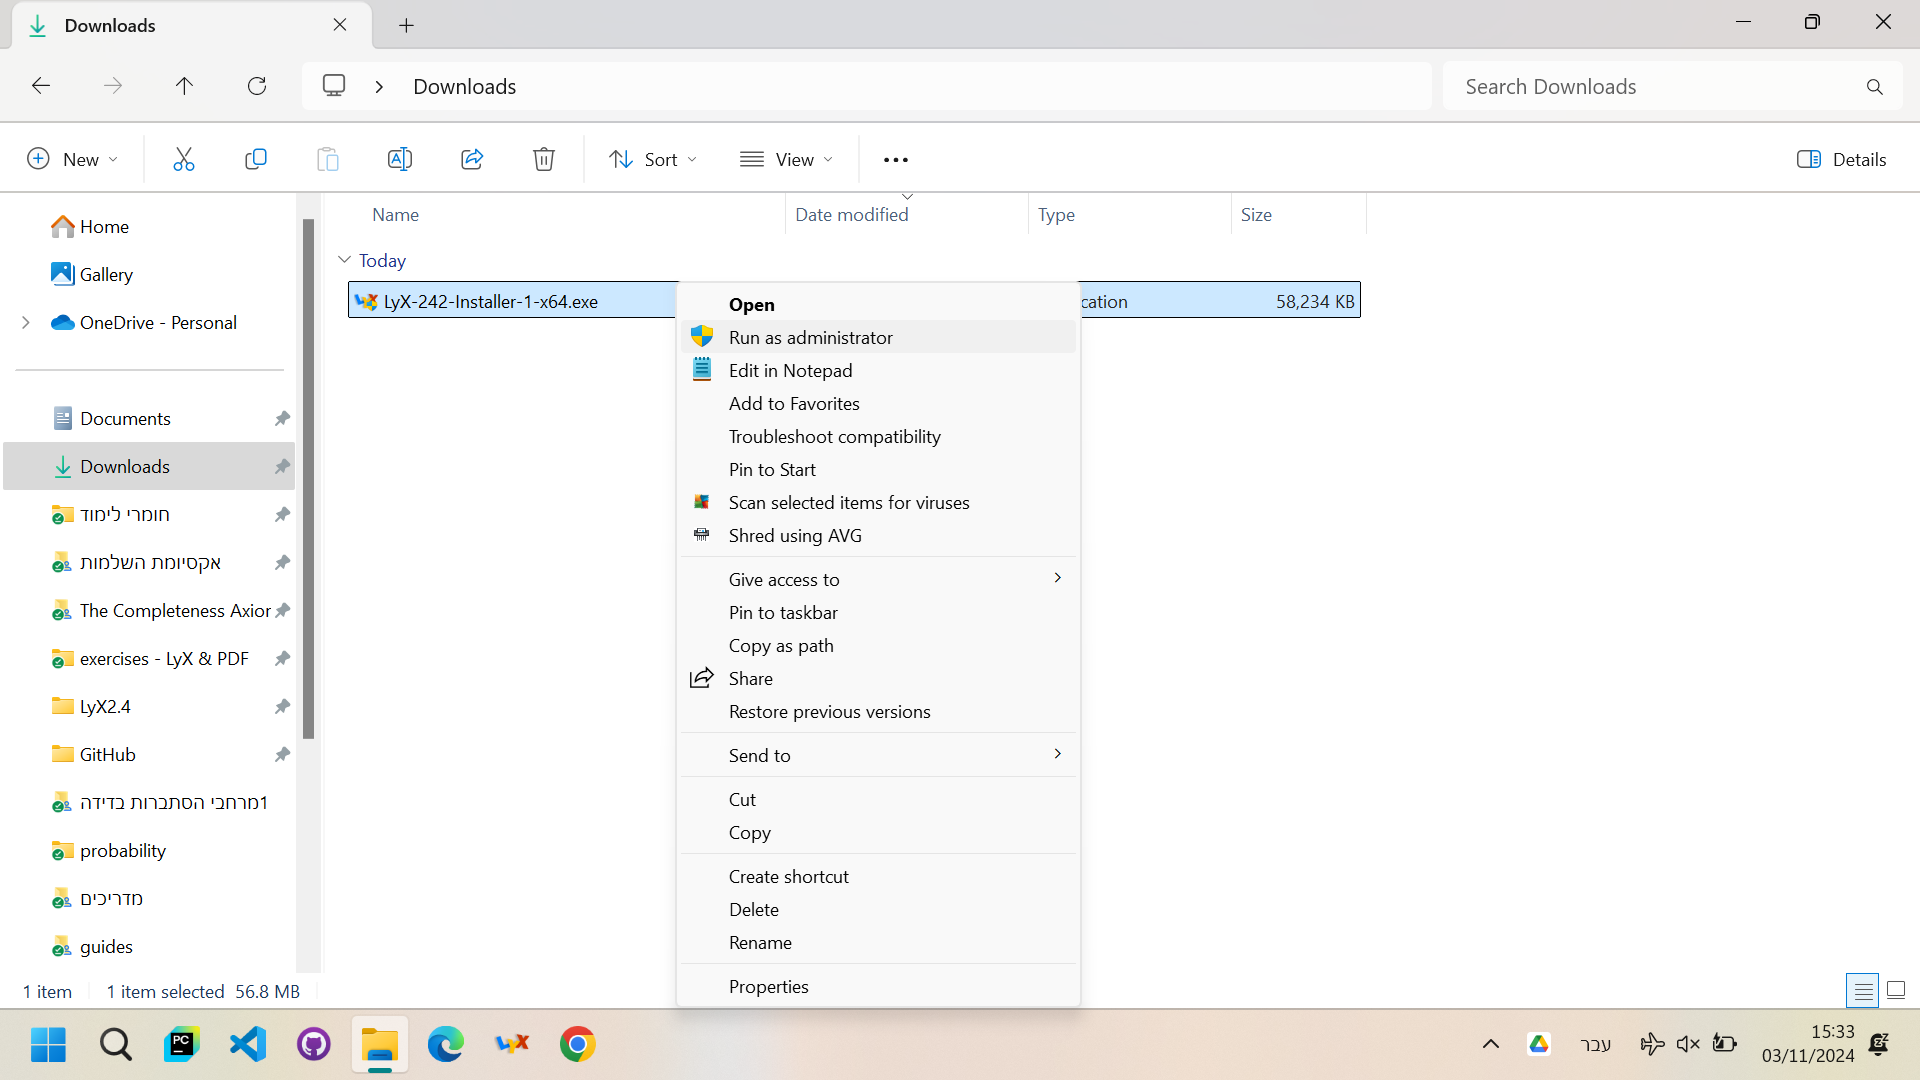 Downloads
Downloads
Search Downloads
New
Sort
View
Details
Name
Date modified
Type
Size
Home
Gallery
OneDrive - Personal
Documents
Downloads
חומרי לימוד
אקסיומת השלמות
The Completeness Axior
exercises - LyX & PDF
LyX2.4
GitHub
מרחבי הסתברות בדידה1
probability
מדריכים
guides
Today
LyX-242-Installer-1-x64.exe
cation
58,234 KB
Open
Run as administrator
Edit in Notepad
Add to Favorites
Troubleshoot compatibility
Pin to Start
Scan selected items for viruses
Shred using AVG
Give access to
Pin to taskbar
Copy as path
Share
Restore previous versions
Send to
Cut
Copy
Create shortcut
Delete
Rename
Properties
1 item
1 item selected 56.8 MB
PC
עבר
15:33
03/11/2024